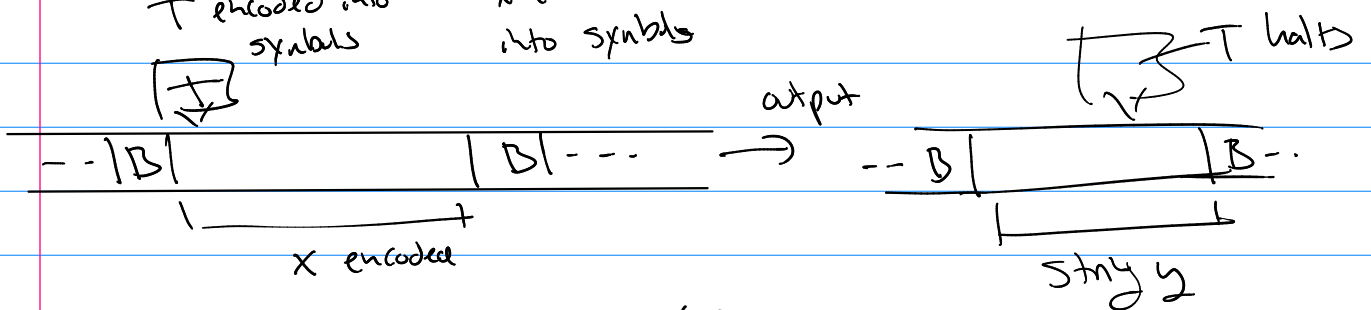 T encoded into
symbols
into symbols
T
T halts
output
--|B|
|B|---
-- B |
|B--
x encoded
string y